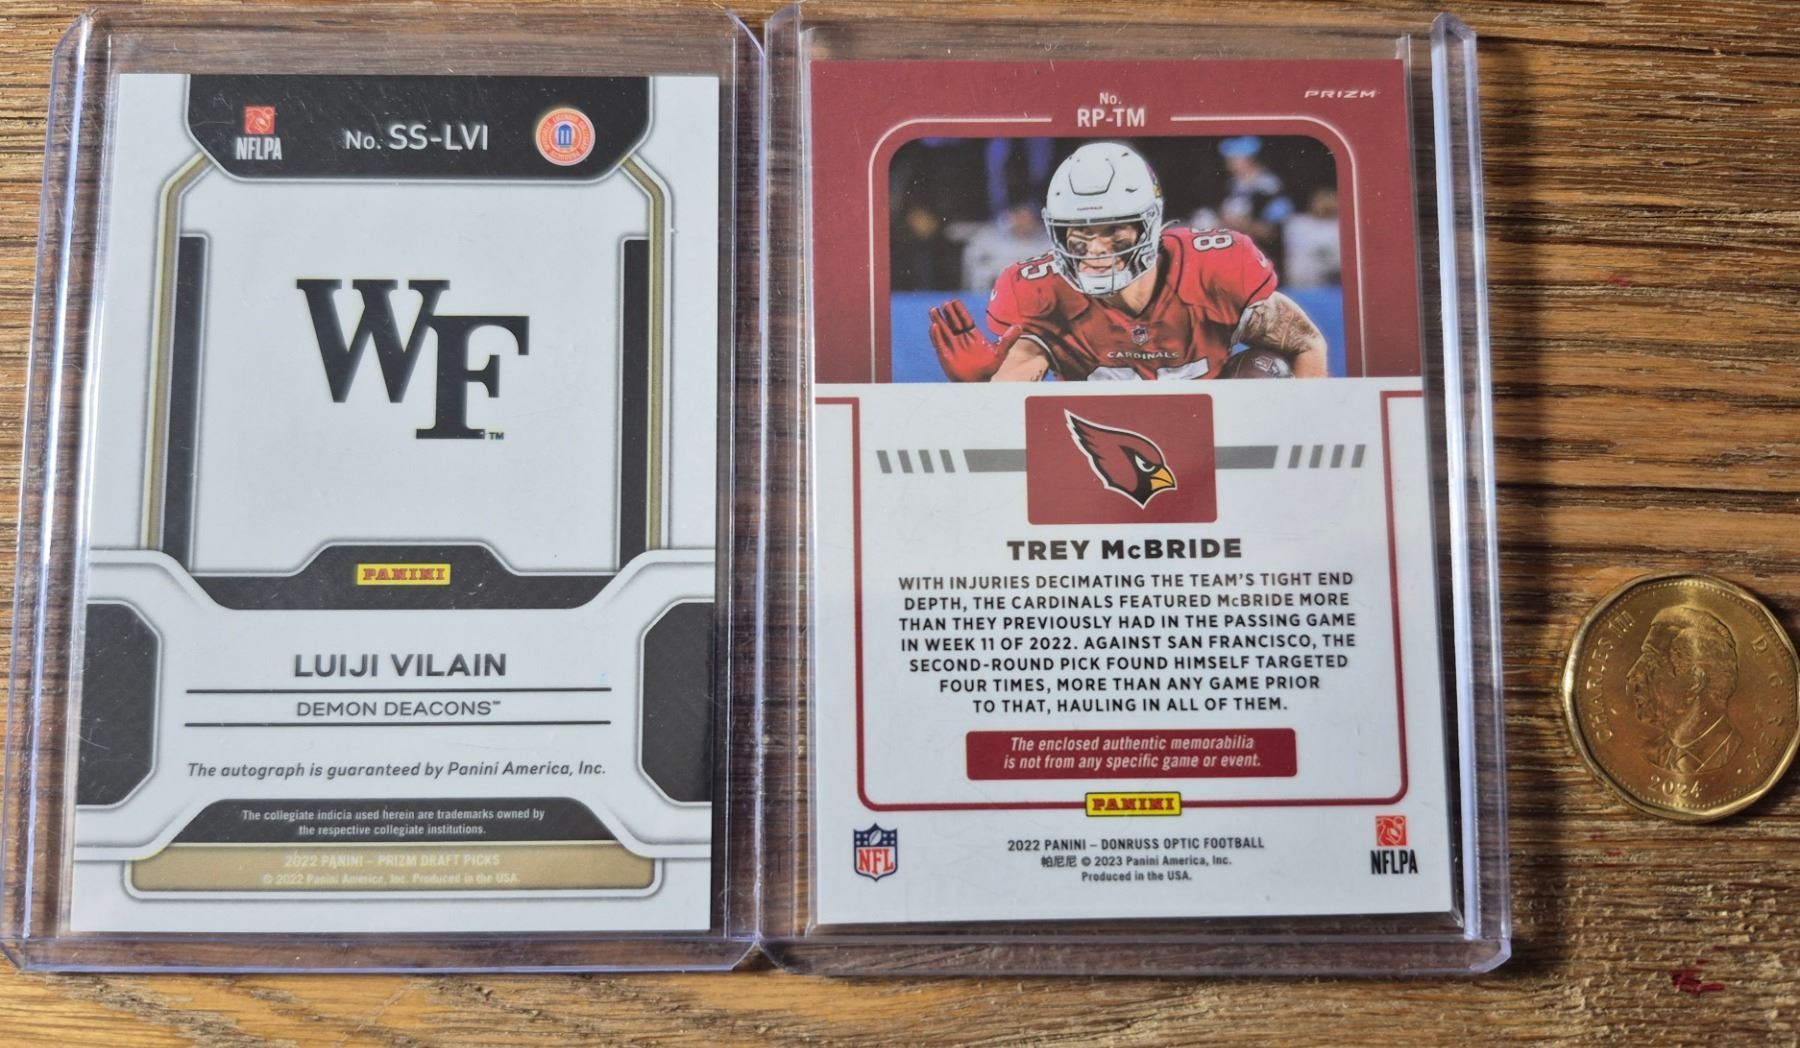 NFLPA
No. SS-LVI
WF
TM
PANINI
LUIJI VILAIN
DEMON DEACONS™
The autograph is guaranteed by Panini America, Inc.
The collegiate indicia used herein are trademarks owned by
the respective collegiate institutions.
2022 PANINI – PRIZM DRAFT PICKS
© 2022 Panini America, Inc. Produced in the USA.
PRIZM
No.
RP-TM
85
85
CARDINALS
TREY McBRIDE
WITH INJURIES DECIMATING THE TEAM'S TIGHT END
DEPTH, THE CARDINALS FEATURED McBRIDE MORE
THAN THEY PREVIOUSLY HAD IN THE PASSING GAME
IN WEEK 11 OF 2022. AGAINST SAN FRANCISCO, THE
SECOND-ROUND PICK FOUND HIMSELF TARGETED
FOUR TIMES, MORE THAN ANY GAME PRIOR
TO THAT, HAULING IN ALL OF THEM.
The enclosed authentic memorabilia
is not from any specific game or event.
PANINI
NFL
2022 PANINI – DONRUSS OPTIC FOOTBALL
帕尼尼 © 2023 Panini America, Inc.
Produced in the USA.
NFLPA
CHARLES III
D·G·REX
2024